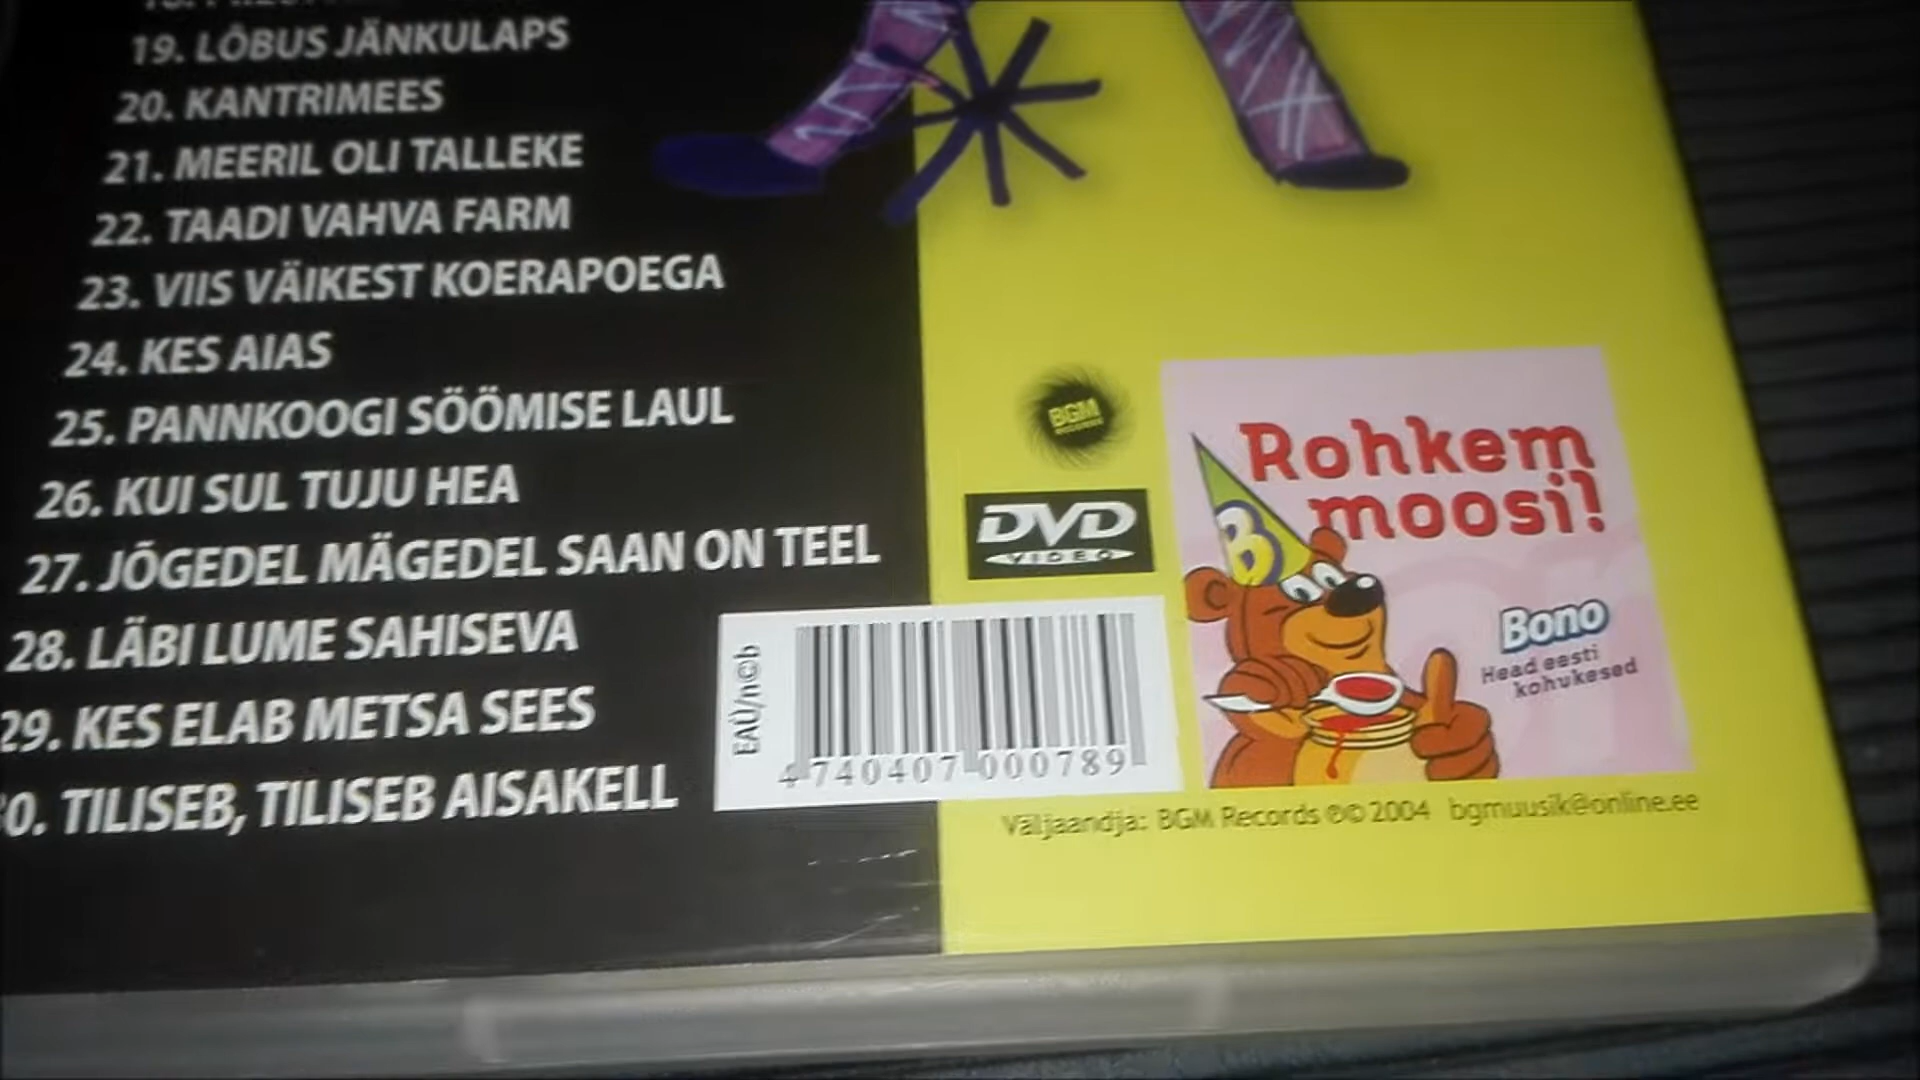 19. LÕBUS JÄNKULAPS
20. KANTRIMEES
21. MEERIL OLI TALLEKE
22. TAADI VAHVA FARM
23. VIIS VÄIKEST KOERAPOEGA
24. KES AIAS
25. PANNKOOGI SÖÖMISE LAUL
26. KUI SUL TUJU HEA
27. JÕGEDEL MÄGEDEL SAAN ON TEEL
28. LÄBI LUME SAHISEVA
29. KES ELAB METSA SEES
30. TILISEB, TILISEB AISAKELL
BGM
RECORDS
DVD
VIDEO
EAÜ/n©b
4 740407 000789
Rohkem
moosi!
B
Bono
Head eesti
kohukesed
Väljaandja: BGM Records ℗© 2004 bgmuusik@online.ee